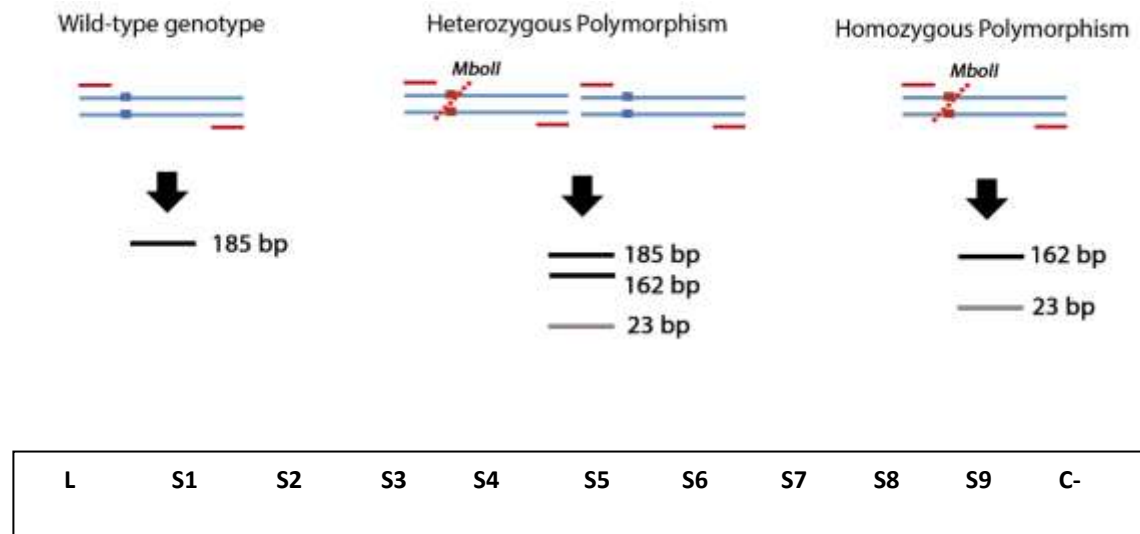 Wild-type genotype
Heterozygous Polymorphism
Homozygous Polymorphism
MboII
MboII
185 bp
185 bp
162 bp
23 bp
162 bp
23 bp
L S1 S2 S3 S4 S5 S6 S7 S8 S9 C-